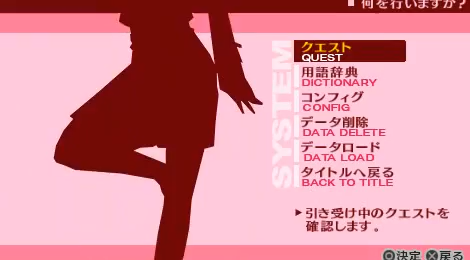 ■ 何を行いますか?
SYSTEM
クエスト
QUEST
用語辞典
DICTIONARY
コンフィグ
CONFIG
データ削除
DATA DELETE
データロード
DATA LOAD
タイトルへ戻る
BACK TO TITLE
▶引き受け中のクエストを
確認します。
○決定 ×戻る